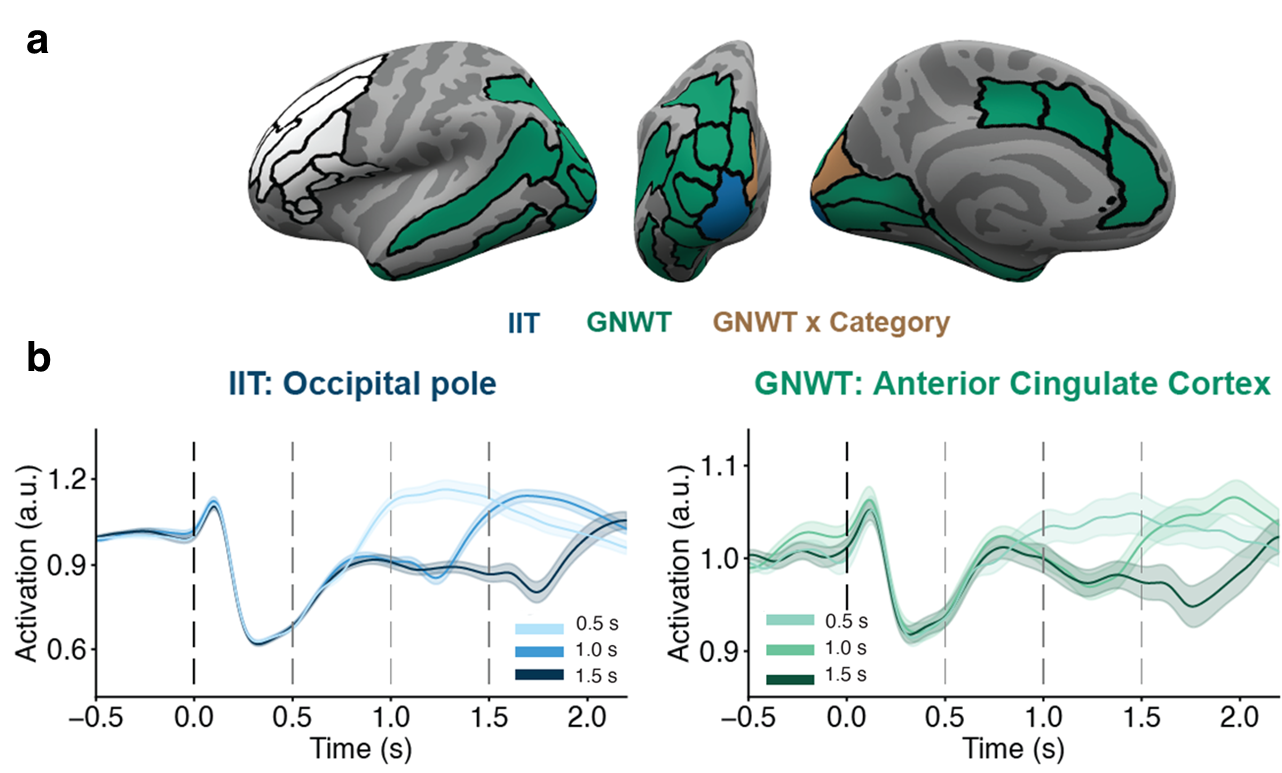 a
IIT GNWT GNWT x Category
b
IIT: Occipital pole
Activation (a.u.)
1.2
0.9
0.6
0.5 s
1.0 s
1.5 s
−0.5 0.0 0.5 1.0 1.5 2.0
Time (s)
GNWT: Anterior Cingulate Cortex
Activation (a.u.)
1.1
1.0
0.9
0.5 s
1.0 s
1.5 s
−0.5 0.0 0.5 1.0 1.5 2.0
Time (s)